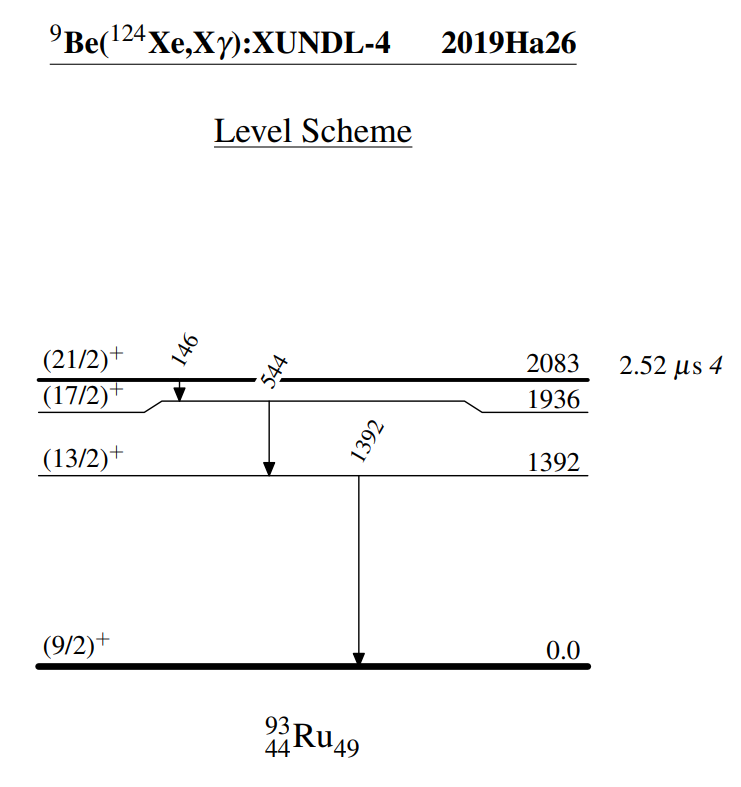 ⁹Be(¹²⁴Xe,Xγ):XUNDL-4 2019Ha26
Level Scheme
146
544
(21/2)⁺ 2083 2.52 μs 4
(17/2)⁺ 1936
1392
(13/2)⁺ 1392
(9/2)⁺ 0.0
⁹³₄₄Ru₄₉